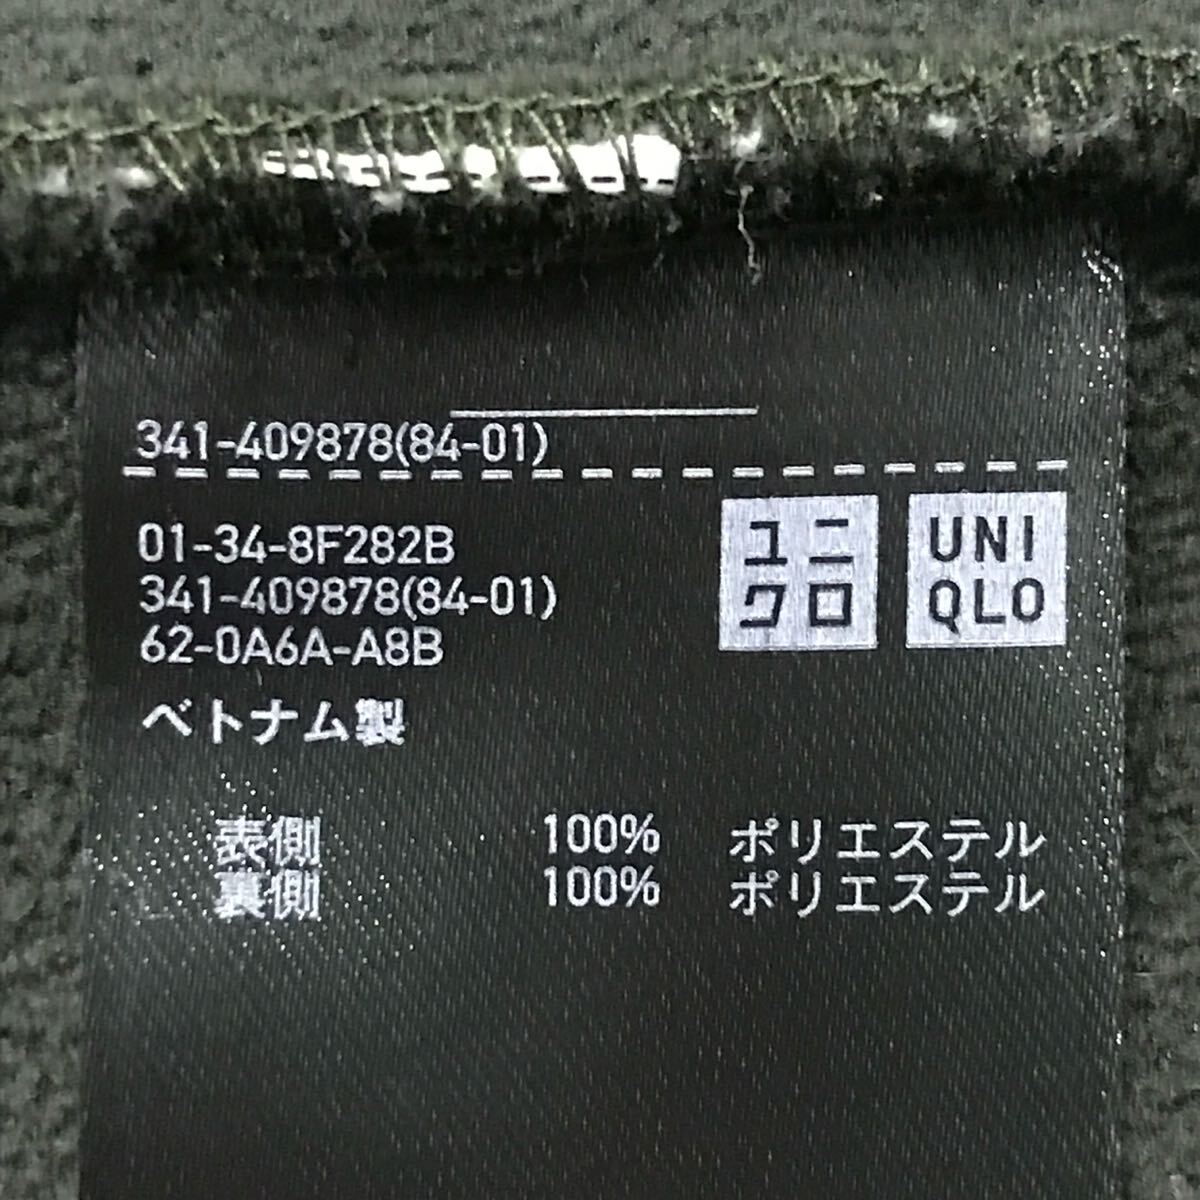 341-409878(84-01)
01-34-8F282B
341-409878(84-01)
62-0A6A-A8B
ユニ
クロ
UNI
QLO
ベトナム製
表側 100% ポリエステル
裏側 100% ポリエステル